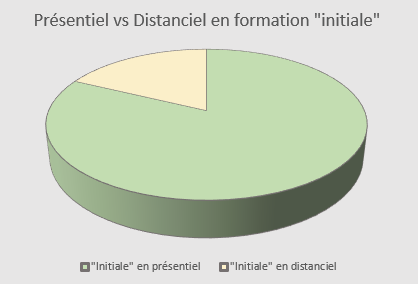 Présentiel vs Distanciel en formation "initiale"
"Initiale" en présentiel "Initiale" en distanciel